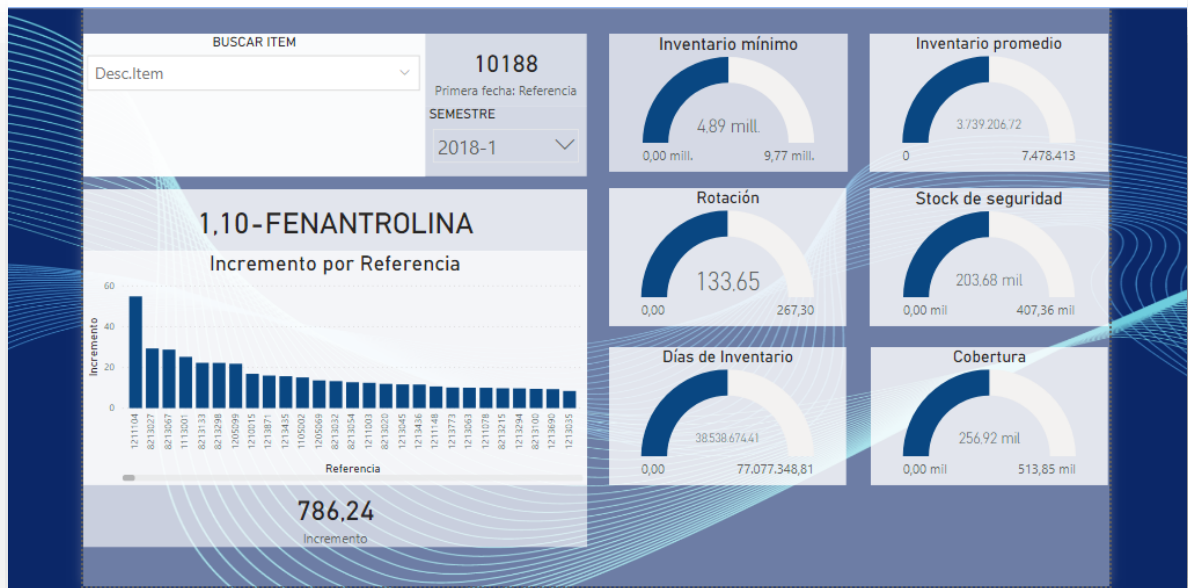 BUSCAR ITEM
Desc.Item
10188
Primera fecha: Referencia
SEMESTRE
2018-1
1,10-FENANTROLINA
Incremento por Referencia
Incremento
60
40
20
0
1211104
8213027
8213067
1113001
8213133
8213298
1205099
1210015
1213871
1213435
1105002
1205069
8213032
8213054
1211003
8213020
1213045
1213436
1211148
1213773
1213063
1211078
8213215
1213294
8213100
1213690
1213035
Referencia
786,24
Incremento
Inventario mínimo
4.89 mill.
0,00 mill.
9,77 mill.
Inventario promedio
3.739.206,72
0
7.478.413
Rotación
133,65
0,00
267,30
Stock de seguridad
203,68 mil
0,00 mil
407,36 mil
Días de Inventario
38.538.674,41
0,00
77.077.348,81
Cobertura
256,92 mil
0,00 mil
513,85 mil